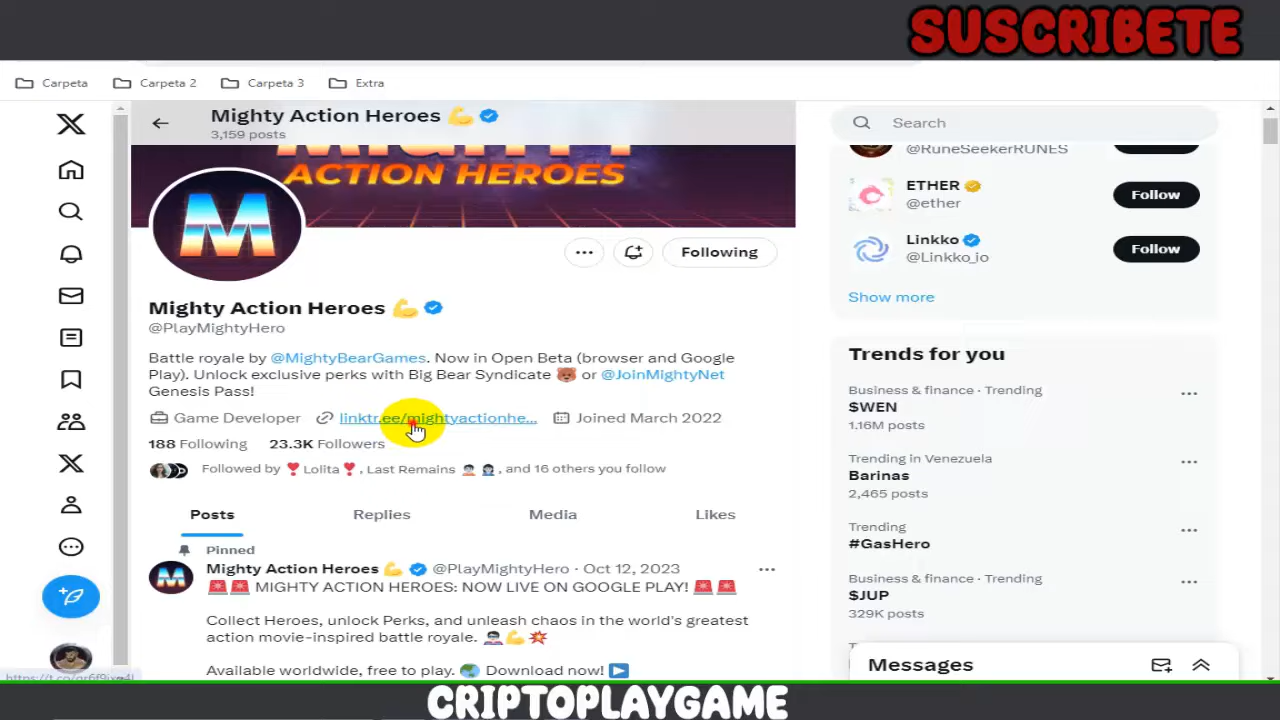 SUSCRIBETE
Carpeta
Carpeta 2
Carpeta 3
Extra
Mighty Action Heroes 💪
3,159 posts
ACTION HEROES
M
Following
Mighty Action Heroes 💪
@PlayMightyHero
Battle royale by @MightyBearGames. Now in Open Beta (browser and Google
Play). Unlock exclusive perks with Big Bear Syndicate 🐻 or @JoinMightyNet
Genesis Pass!
Game Developer linktr.ee/mightyactionhe... Joined March 2022
188 Following 23.3K Followers
Followed by ❣️Lolita❣️, Last Remains 🧟🧟‍♀️, and 16 others you follow
Posts Replies Media Likes
Pinned
Mighty Action Heroes 💪 @PlayMightyHero · Oct 12, 2023
🚨🚨 MIGHTY ACTION HEROES: NOW LIVE ON GOOGLE PLAY! 🚨🚨
Collect Heroes, unlock Perks, and unleash chaos in the world's greatest
action movie-inspired battle royale. 💪💥
Available worldwide, free to play. 🌏 Download now! ▶️
Search
@RuneSeekerRUNES
ETHER
@ether
Follow
Linkko
@Linkko_io
Follow
Show more
Trends for you
Business & finance · Trending
$WEN
1.16M posts
Trending in Venezuela
Barinas
2,465 posts
Trending
#GasHero
Business & finance · Trending
$JUP
329K posts
Messages
CRIPTOPLAYGAME